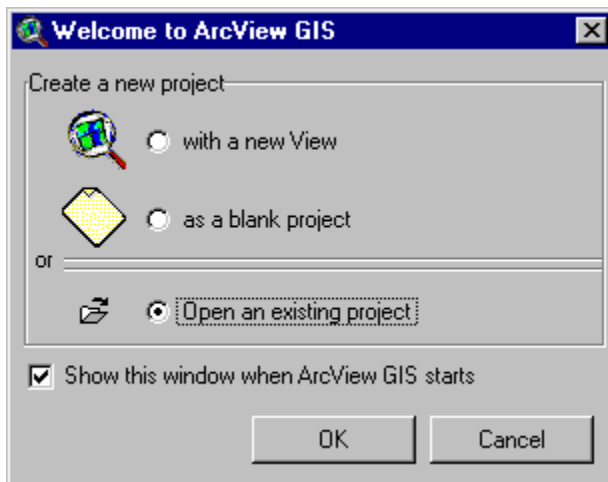 Welcome to ArcView GIS
Create a new project
with a new View
as a blank project
or
Open an existing project
Show this window when ArcView GIS starts
OK Cancel